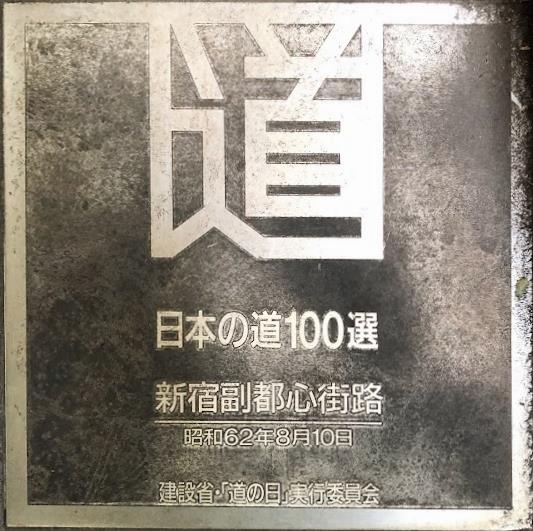 道
日本の道100選
新宿副都心街路
昭和62年8月10日
建設省・「道の日」実行委員会